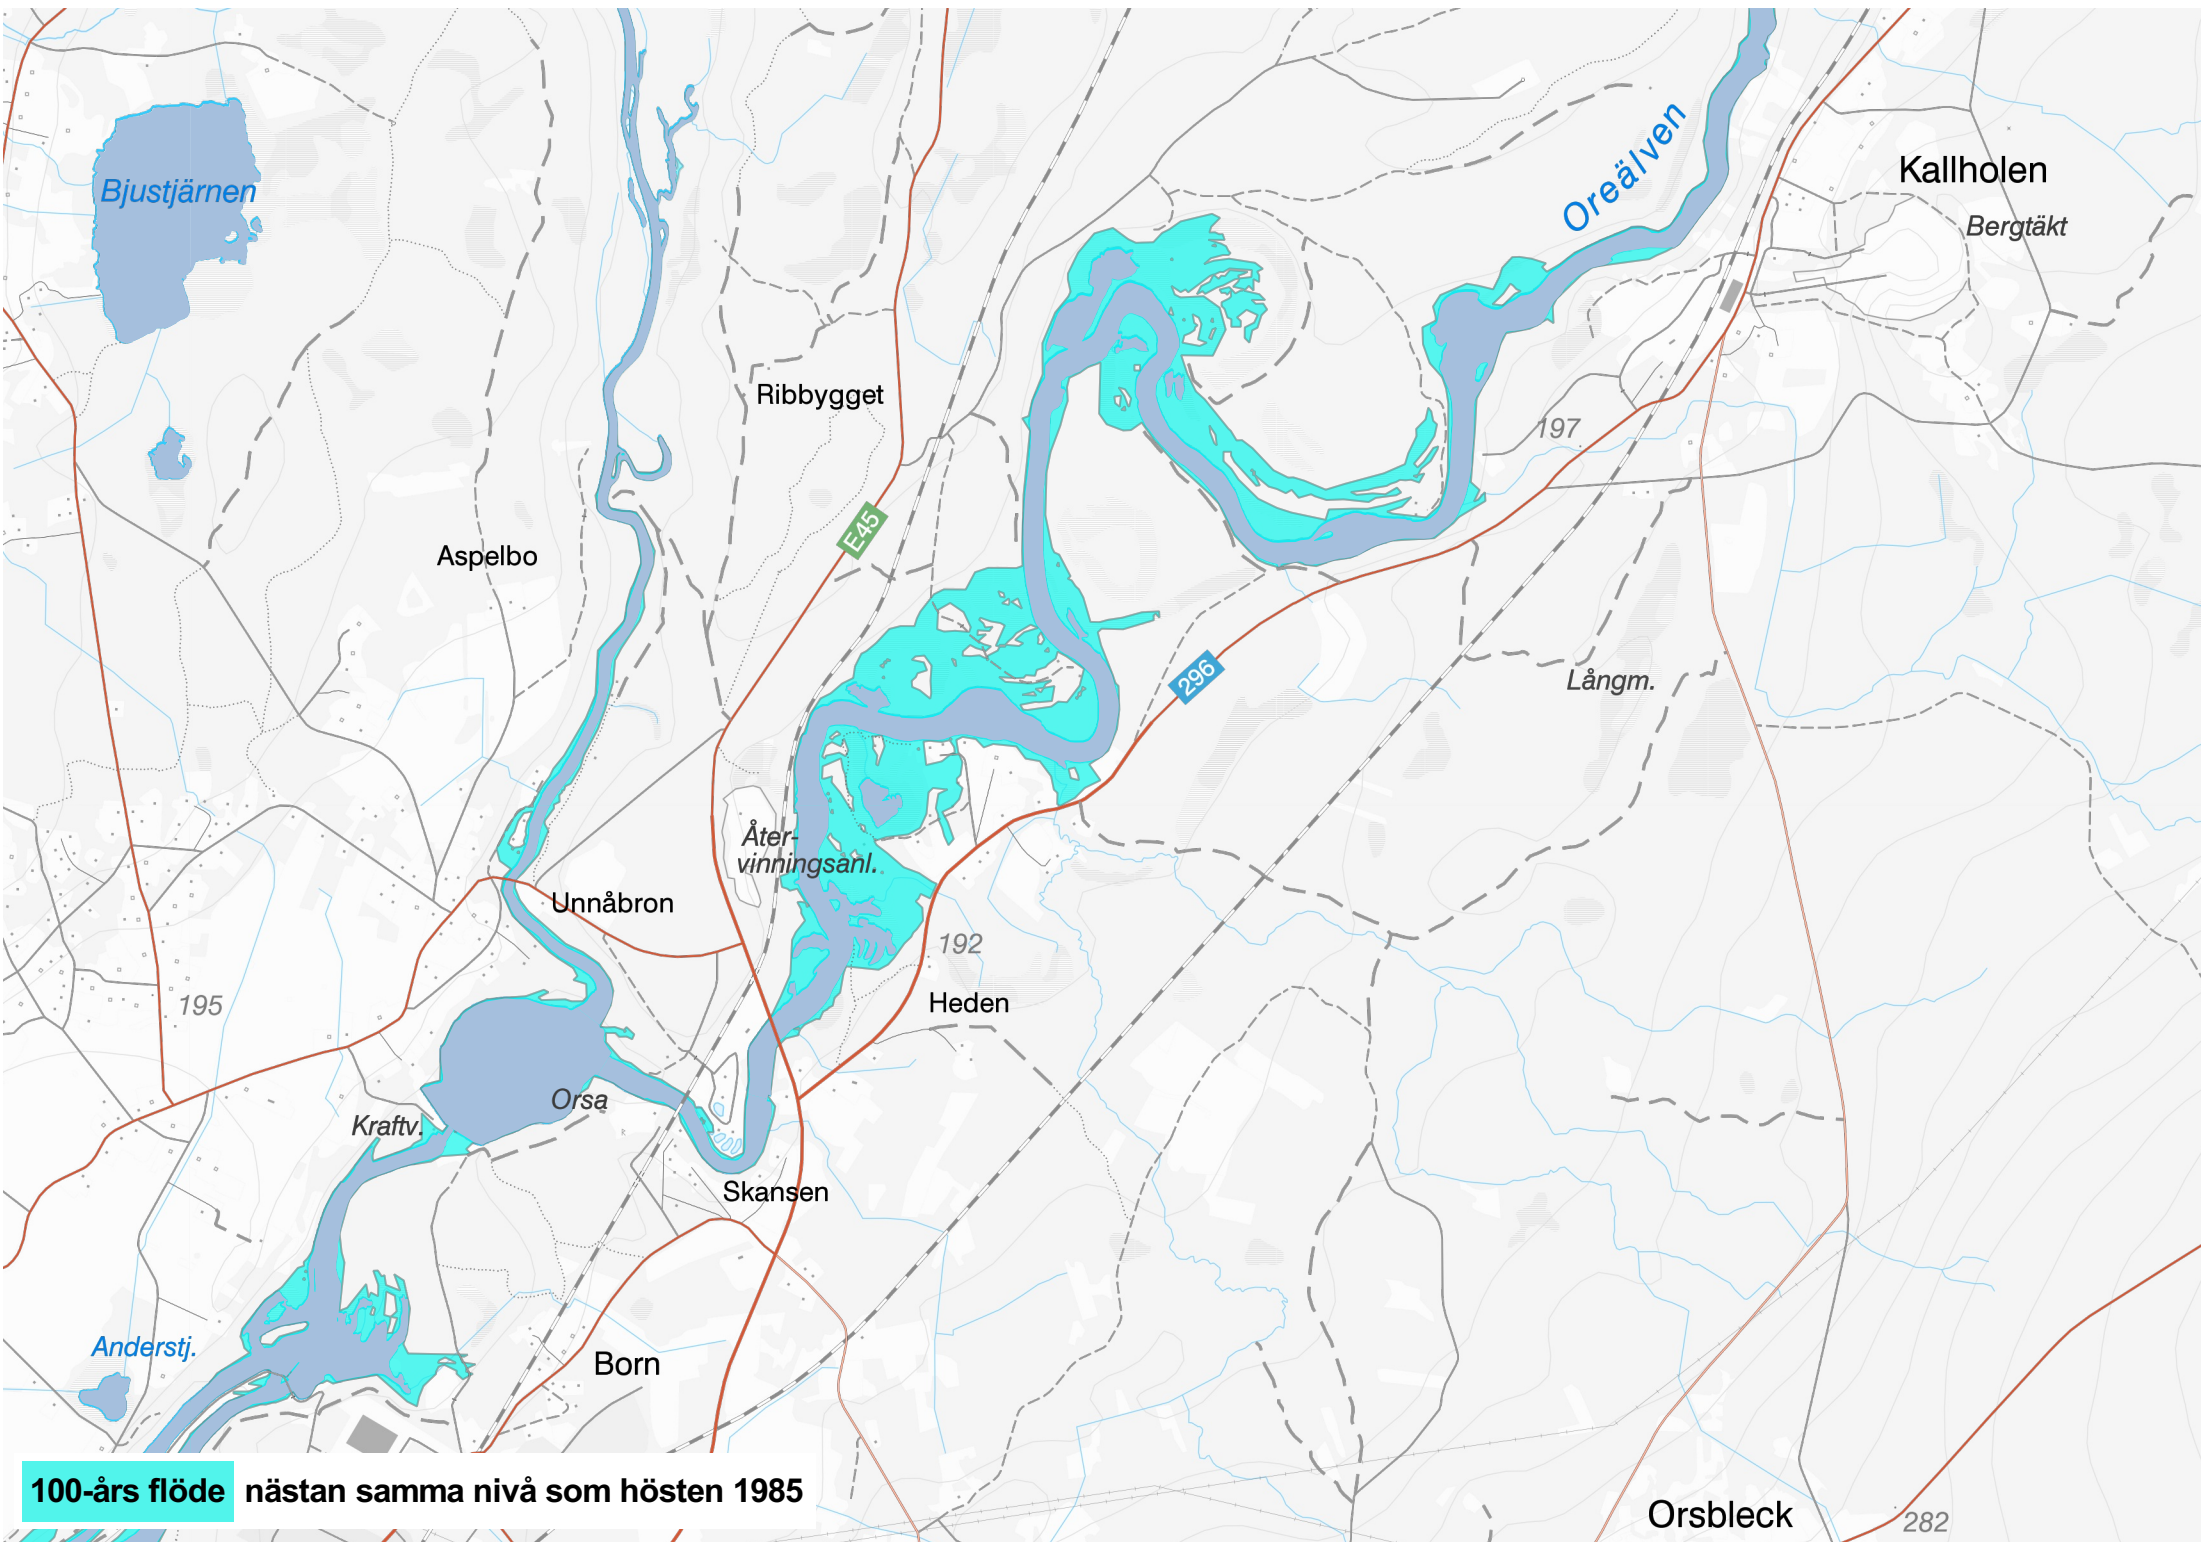 Oreälven
Kallholen
Bjustjärnen
Bergtäkt
Ribbygget
197
E45
Aspelbo
296
Långm.
Åter-
vinningsanl.
Unnåbron
192
195
Heden
Orsa
Kraftv.
Skansen
Anderstj.
Born
100-års flöde nästan samma nivå som hösten 1985
Orsbleck
282